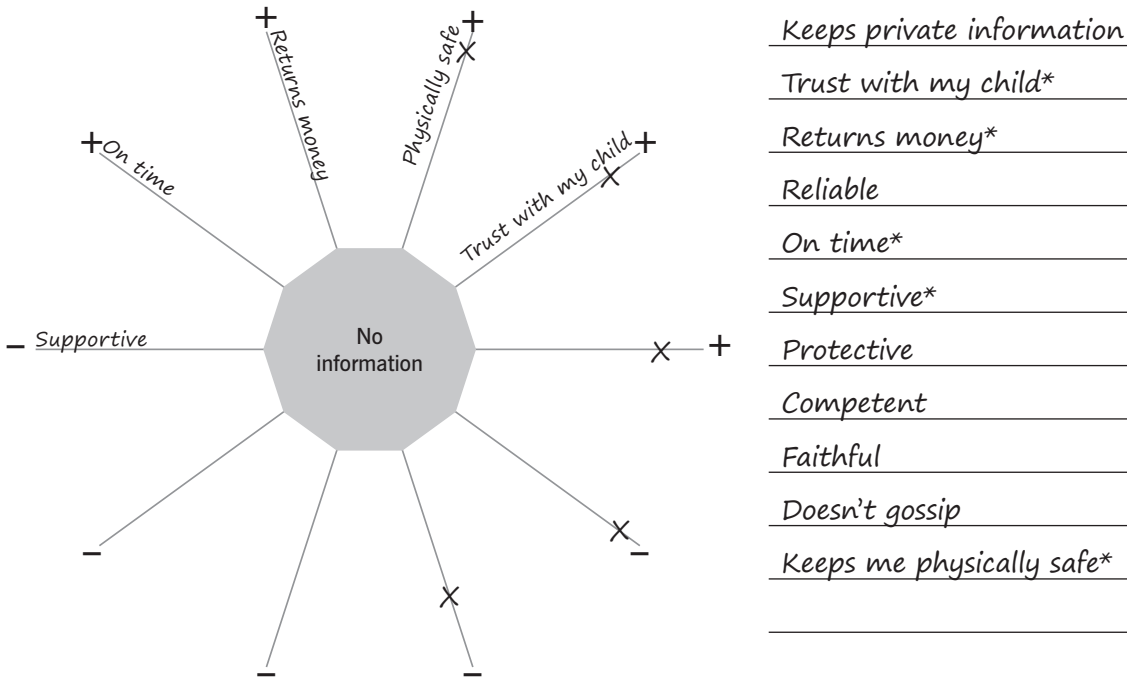 +
Returns money
+
Physically safe
X
+
On time
Trust with my child
+
X
− Supportive
No
information
X
+
X
−
−
X
−
−
Keeps private information
Trust with my child*
Returns money*
Reliable
On time*
Supportive*
Protective
Competent
Faithful
Doesn't gossip
Keeps me physically safe*